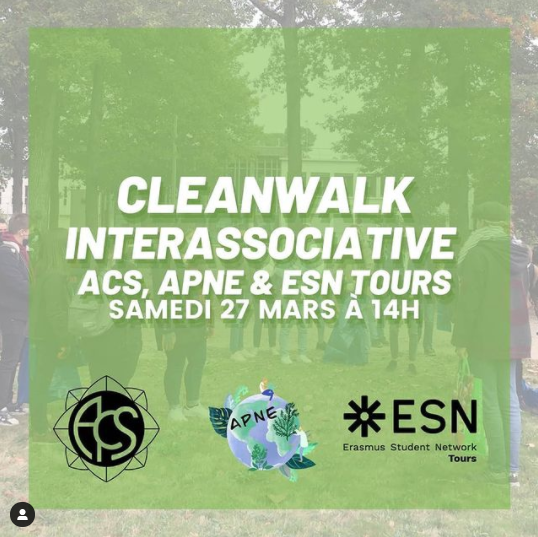 CLEANWALK
INTERASSOCIATIVE
ACS, APNE & ESN TOURS
SAMEDI 27 MARS À 14H
ACS
APNE
ESN
Erasmus Student Network
Tours